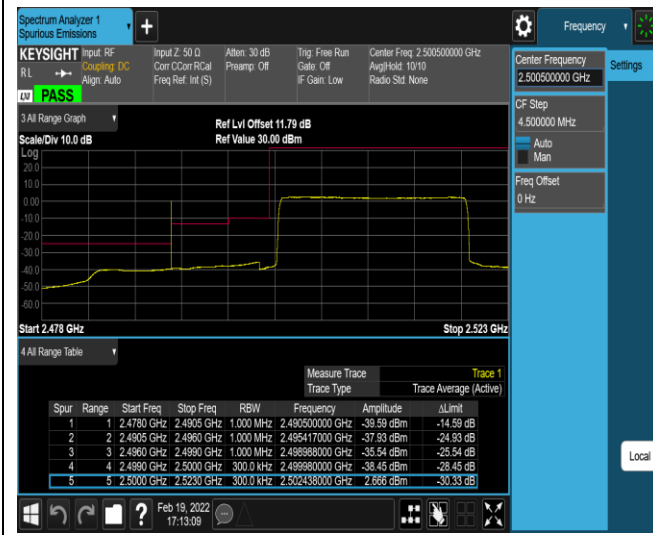 Spectrum Analyzer 1
Spurious Emissions
+
Frequency
KEYSIGHT Input: RF Input Z: 50 Ω Atten: 30 dB Trig: Free Run Center Freq: 2.500500000 GHz
RL Coupling: DC Corr CCorr RCal Preamp: Off Gate: Off Avg|Hold: 10/10
Align: Auto Freq Ref: Int (S) IF Gain: Low Radio Std: None
LXI PASS
Center Frequency
2.500500000 GHz
Settings
CF Step
4.500000 MHz
Auto
Man
Freq Offset
0 Hz
3 All Range Graph
Ref Lvl Offset 11.79 dB
Scale/Div 10.0 dB Ref Value 30.00 dBm
Log
20.0
10.0
0.00
-10.0
-20.0
-30.0
-40.0
-50.0
-60.0
Start 2.478 GHz Stop 2.523 GHz
4 All Range Table
Measure Trace Trace 1
Trace Type Trace Average (Active)
Spur Range Start Freq Stop Freq RBW Frequency Amplitude ΔLimit
1 1 2.4780 GHz 2.4905 GHz 1.000 MHz 2.490500000 GHz -39.59 dBm -14.59 dB
2 2 2.4905 GHz 2.4960 GHz 1.000 MHz 2.495417000 GHz -37.93 dBm -24.93 dB
3 3 2.4960 GHz 2.4990 GHz 1.000 MHz 2.498988000 GHz -35.54 dBm -25.54 dB
4 4 2.4990 GHz 2.5000 GHz 300.0 kHz 2.499980000 GHz -38.45 dBm -28.45 dB
5 5 2.5000 GHz 2.5230 GHz 300.0 kHz 2.502438000 GHz 2.666 dBm -30.33 dB
Local
?
Feb 19, 2022
17:13:09